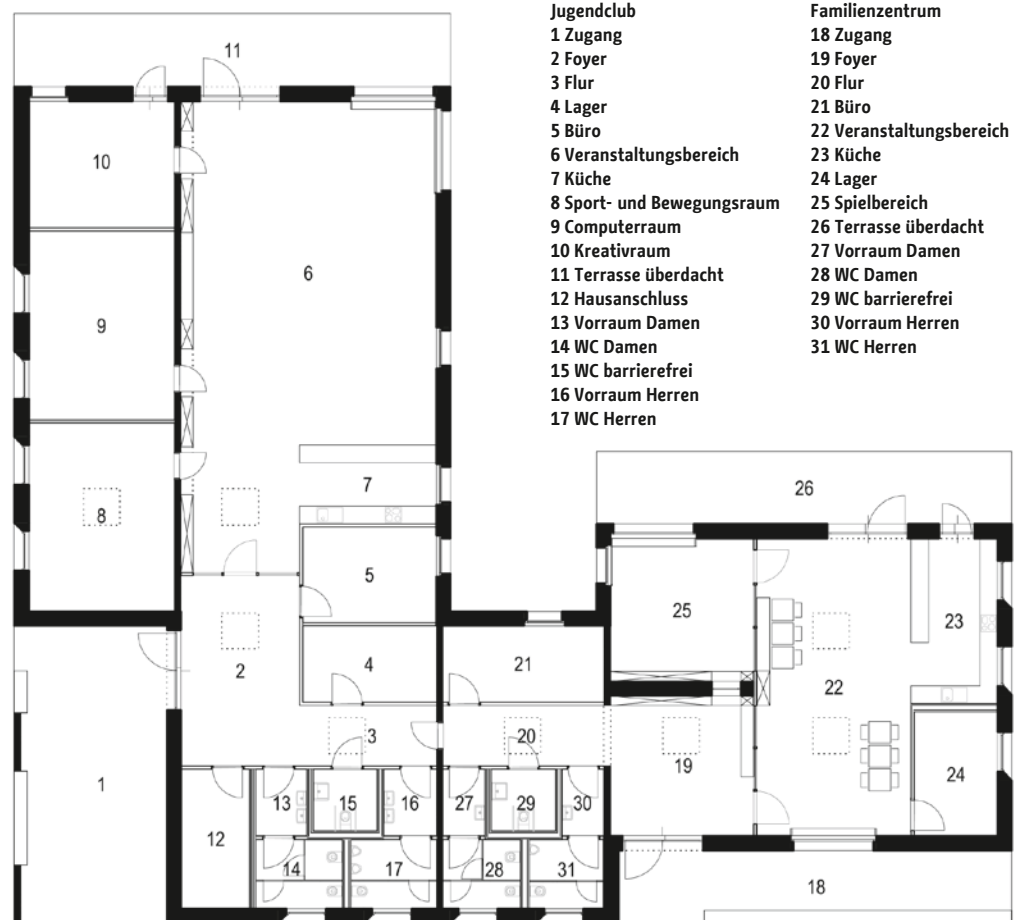 Jugendclub
1 Zugang
2 Foyer
3 Flur
4 Lager
5 Büro
6 Veranstaltungsbereich
7 Küche
8 Sport- und Bewegungsraum
9 Computerraum
10 Kreativraum
11 Terrasse überdacht
12 Hausanschluss
13 Vorraum Damen
14 WC Damen
15 WC barrierefrei
16 Vorraum Herren
17 WC Herren
Familienzentrum
18 Zugang
19 Foyer
20 Flur
21 Büro
22 Veranstaltungsbereich
23 Küche
24 Lager
25 Spielbereich
26 Terrasse überdacht
27 Vorraum Damen
28 WC Damen
29 WC barrierefrei
30 Vorraum Herren
31 WC Herren
11
10
6
9
7
8
26
5
25
23
4
21
2
22
3
20
19
24
1
13
15
16
27
29
30
12
14
17
28
31
18